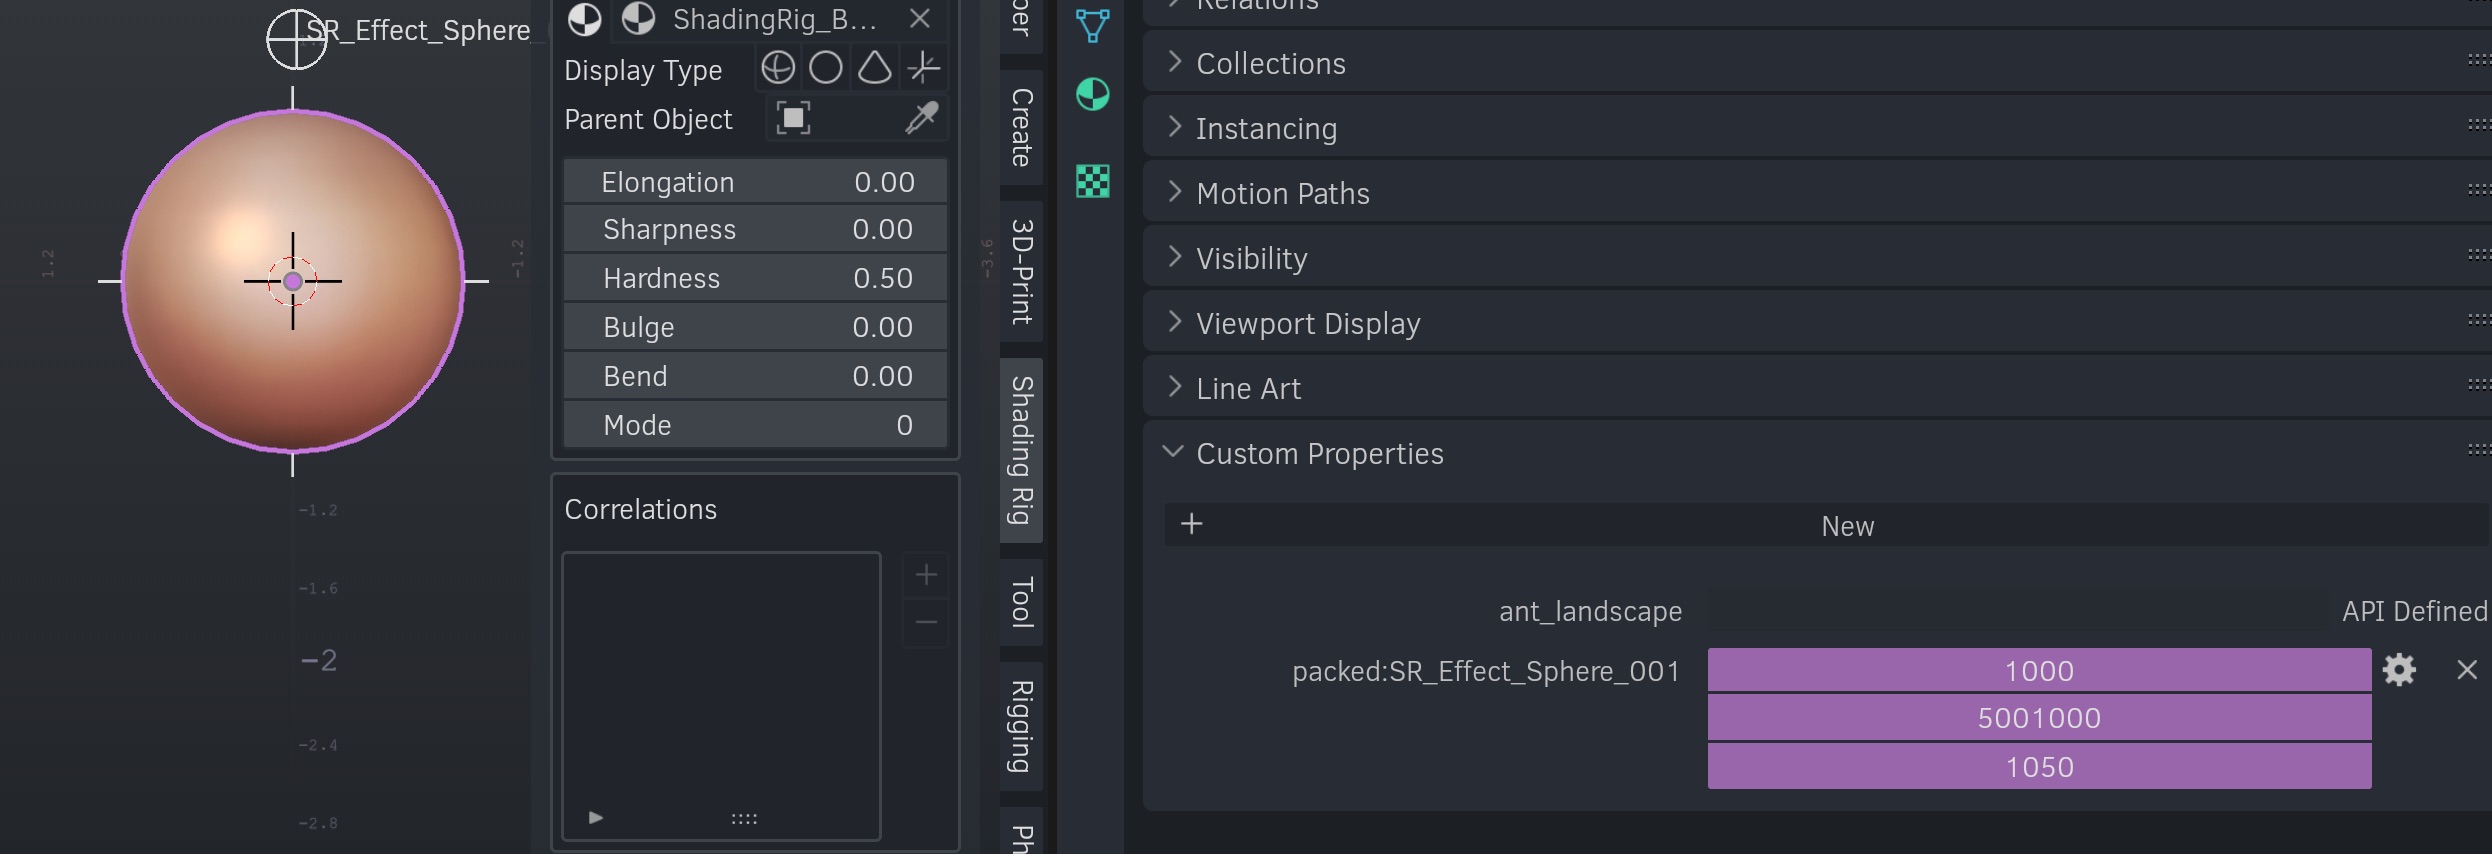 SR_Effect_Sphere_
1.2
-1.2
-3.6
-1.2
-1.6
-2
-2.4
-2.8
ShadingRig_B...
Display Type
Parent Object
Elongation 0.00
Sharpness 0.00
Hardness 0.50
Bulge 0.00
Bend 0.00
Mode 0
Correlations
Create
3D-Print
Shading Rig
Tool
Rigging
Relations
Collections
Instancing
Motion Paths
Visibility
Viewport Display
Line Art
Custom Properties
New
ant_landscape API Defined
packed:SR_Effect_Sphere_001 1000
5001000
1050